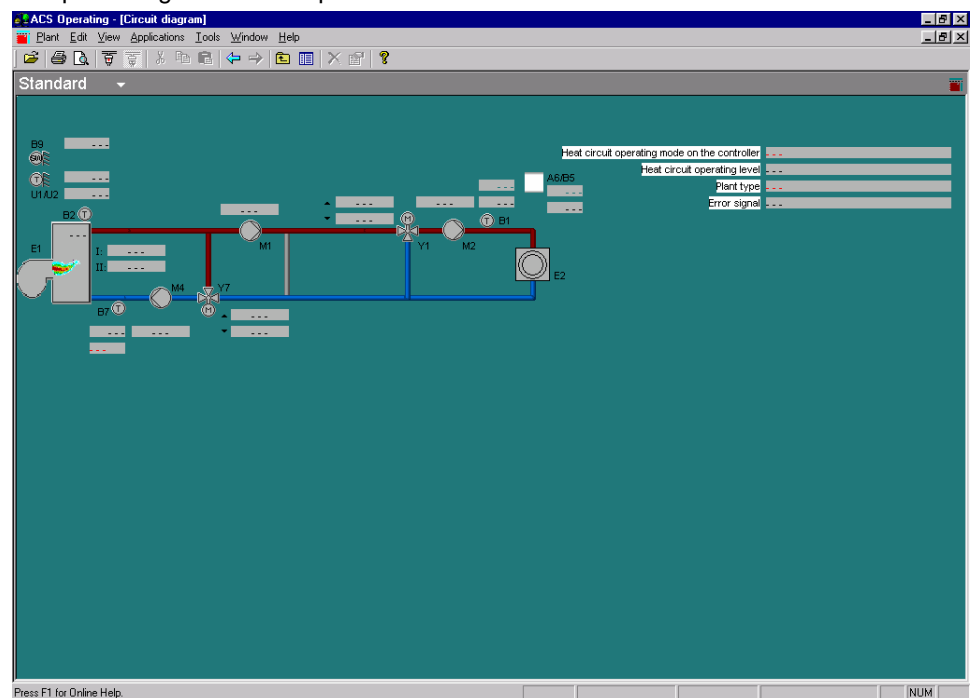 ACS Operating - [Circuit diagram]
Plant Edit View Applications Tools Window Help
Standard
B9
SUN
T
U1/U2
B2 T
A6/B5
Heat circuit operating mode on the controller - - -
Heat circuit operating level - - -
Plant type - - -
Error signal - - -
M
T B1
E1
- - -
I: - - -
II: - - -
M1
Y1
M2
E2
M4
Y7
B7 T
M
- - -
- - - - - -
- - -
Press F1 for Online Help.
NUM